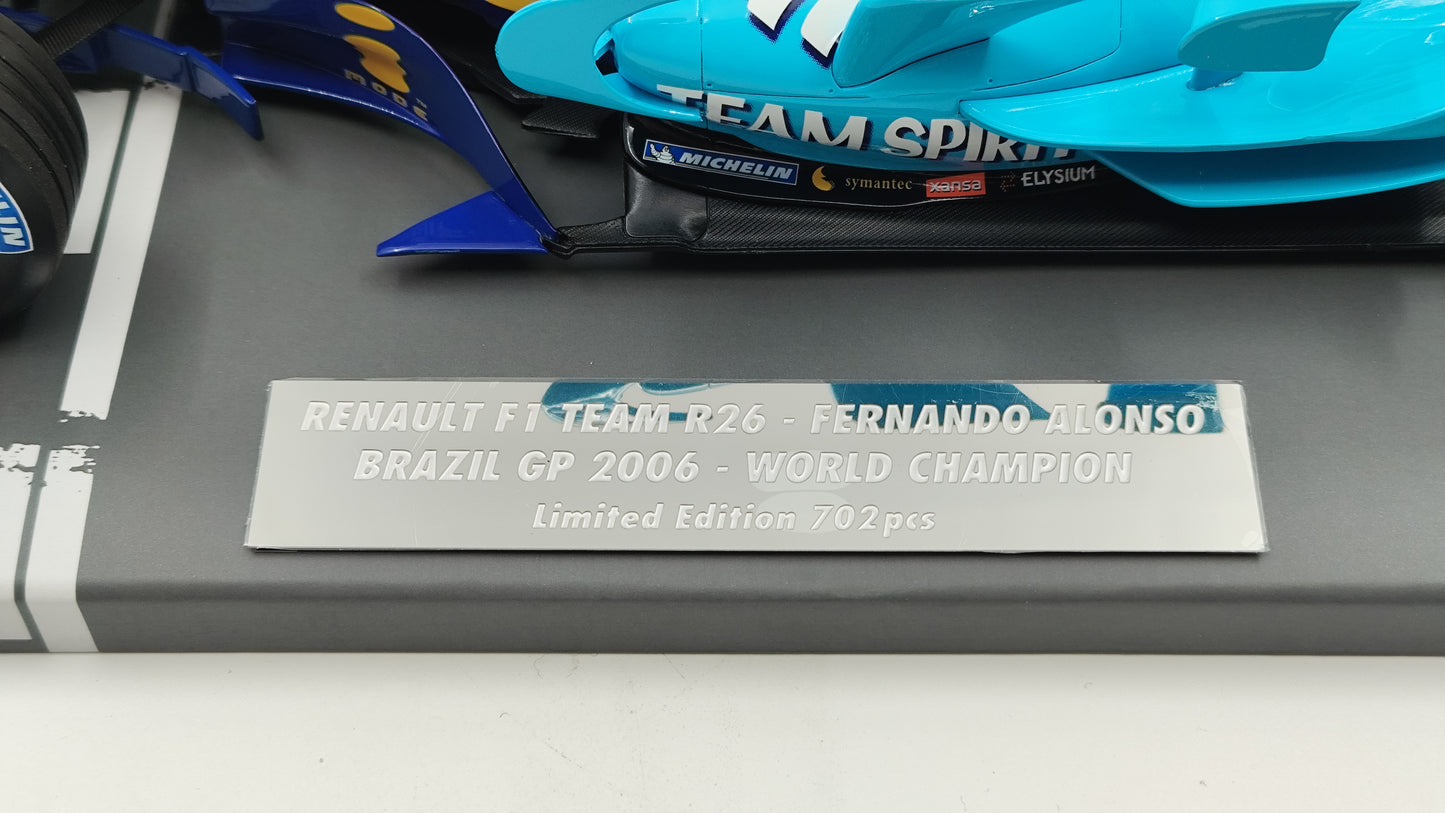 mode
TEAM SPIRIT
MICHELIN
symantec
xansa
ELYSIUM
RENAULT F1 TEAM R26 - FERNANDO ALONSO
BRAZIL GP 2006 - WORLD CHAMPION
Limited Edition 702pcs